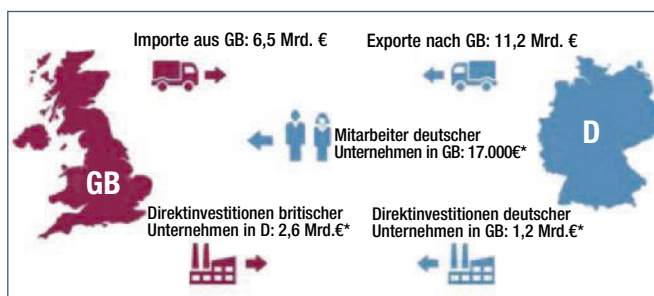 Importe aus GB: 6,5 Mrd. €
Exporte nach GB: 11,2 Mrd. €
GB
D
Mitarbeiter deutscher
Unternehmen in GB: 17.000€*
Direktinvestitionen britischer
Unternehmen in D: 2,6 Mrd.€*
Direktinvestitionen deutscher
Unternehmen in GB: 1,2 Mrd.€*